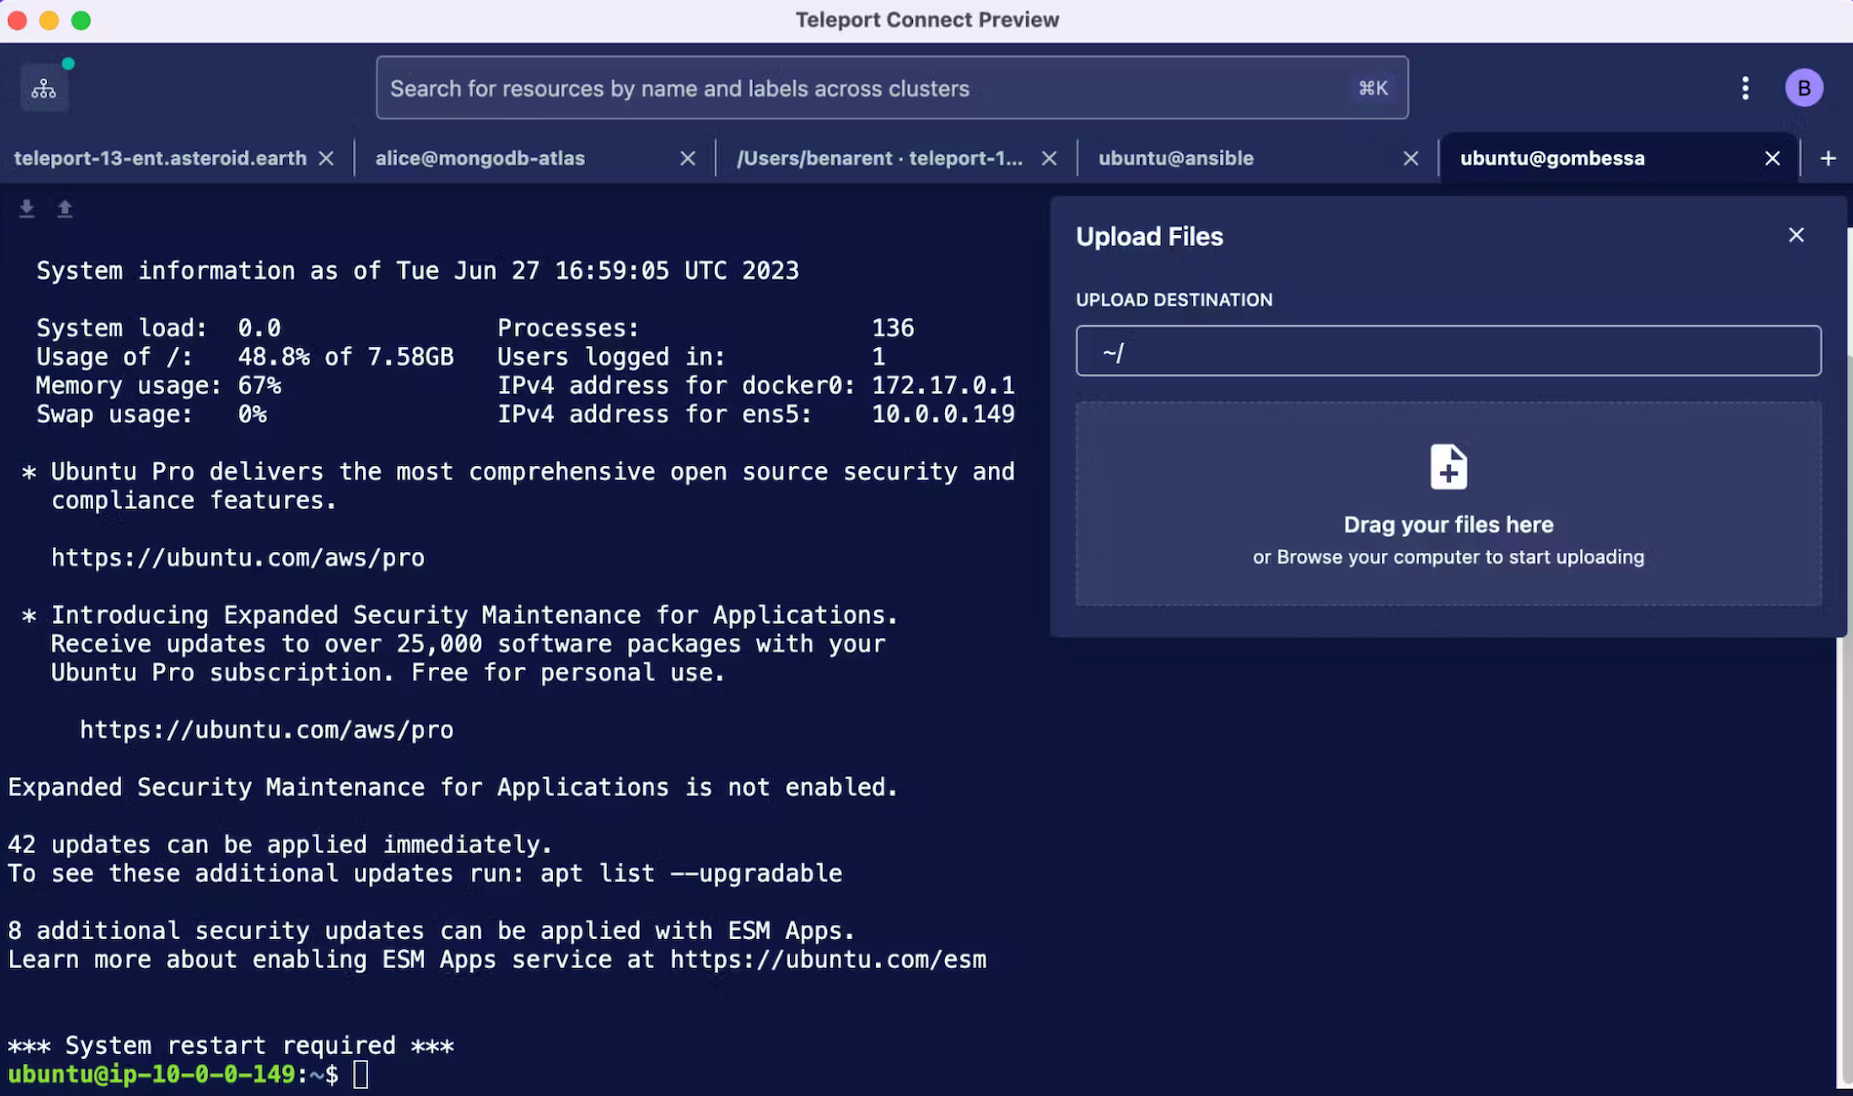 Teleport Connect Preview
Search for resources by name and labels across clusters ⌘K
B
teleport-13-ent.asteroid.earth
alice@mongodb-atlas
/Users/benarent · teleport-1...
ubuntu@ansible
ubuntu@gombessa
System information as of Tue Jun 27 16:59:05 UTC 2023
System load: 0.0 Processes: 136
Usage of /: 48.8% of 7.58GB Users logged in: 1
Memory usage: 67% IPv4 address for docker0: 172.17.0.1
Swap usage: 0% IPv4 address for ens5: 10.0.0.149
* Ubuntu Pro delivers the most comprehensive open source security and
compliance features.
https://ubuntu.com/aws/pro
* Introducing Expanded Security Maintenance for Applications.
Receive updates to over 25,000 software packages with your
Ubuntu Pro subscription. Free for personal use.
https://ubuntu.com/aws/pro
Expanded Security Maintenance for Applications is not enabled.
42 updates can be applied immediately.
To see these additional updates run: apt list --upgradable
8 additional security updates can be applied with ESM Apps.
Learn more about enabling ESM Apps service at https://ubuntu.com/esm
*** System restart required ***
ubuntu@ip-10-0-0-149:~$
Upload Files
UPLOAD DESTINATION
~/
Drag your files here
or Browse your computer to start uploading